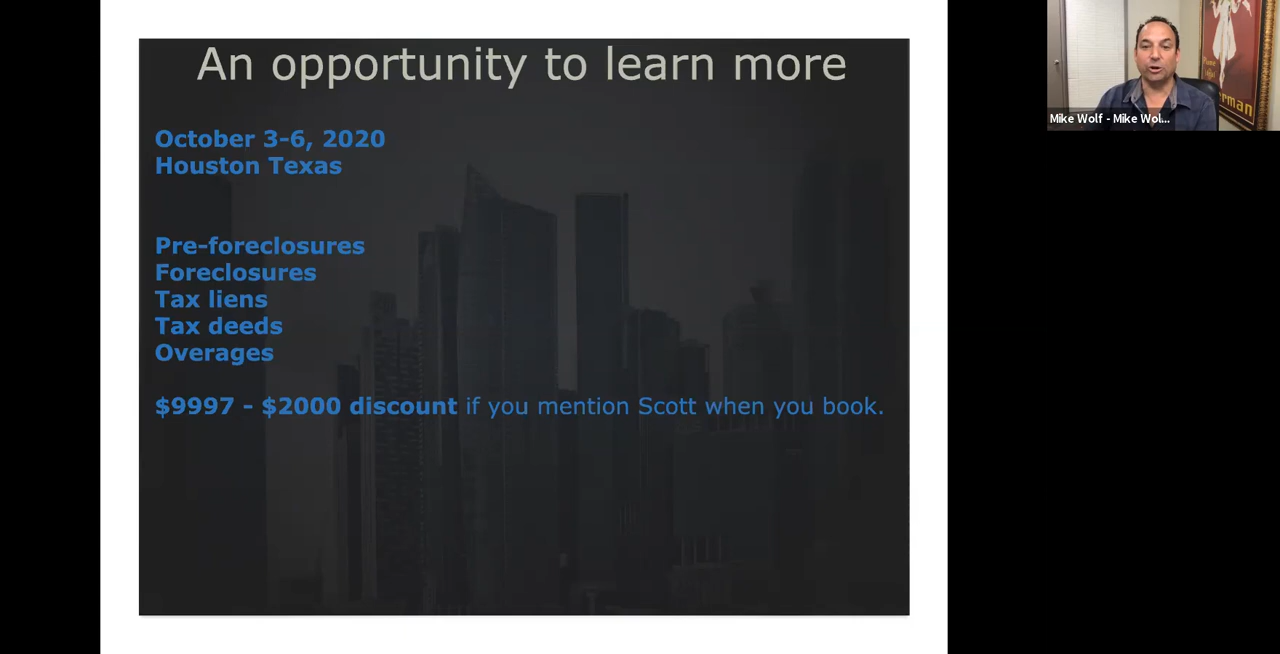 An opportunity to learn more
October 3-6, 2020
Houston Texas
Pre-foreclosures
Foreclosures
Tax liens
Tax deeds
Overages
$9997 - $2000 discount if you mention Scott when you book.
Mike Wolf - Mike Wol...
rman